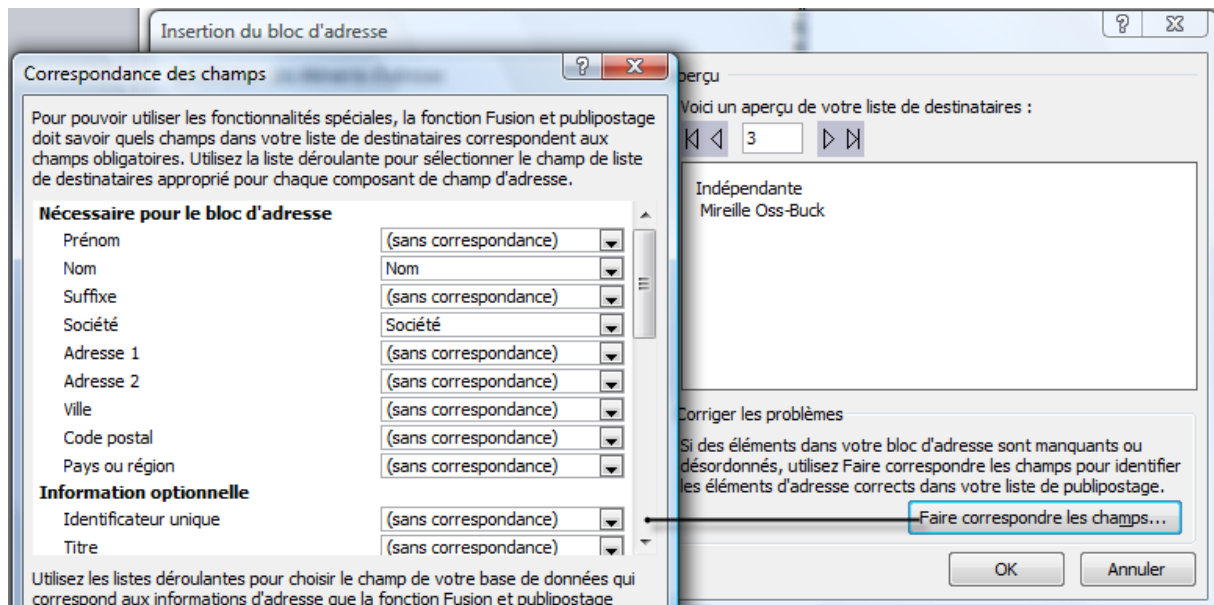 Insertion du bloc d'adresse
Correspondance des champs
Pour pouvoir utiliser les fonctionnalités spéciales, la fonction Fusion et publipostage
doit savoir quels champs dans votre liste de destinataires correspondent aux
champs obligatoires. Utilisez la liste déroulante pour sélectionner le champ de liste
de destinataires approprié pour chaque composant de champ d'adresse.
Nécessaire pour le bloc d'adresse
Prénom (sans correspondance)
Nom Nom
Suffixe (sans correspondance)
Société Société
Adresse 1 (sans correspondance)
Adresse 2 (sans correspondance)
Ville (sans correspondance)
Code postal (sans correspondance)
Pays ou région (sans correspondance)
Information optionnelle
Identificateur unique (sans correspondance)
Titre (sans correspondance)
Utilisez les listes déroulantes pour choisir le champ de votre base de données qui
correspond aux informations d'adresse que la fonction Fusion et publipostage
perçu
Voici un aperçu de votre liste de destinataires :
3
Indépendante
Mireille Oss-Buck
Corriger les problèmes
Si des éléments dans votre bloc d'adresse sont manquants ou
désordonnés, utilisez Faire correspondre les champs pour identifier
les éléments d'adresse corrects dans votre liste de publipostage.
Faire correspondre les champs...
OK Annuler